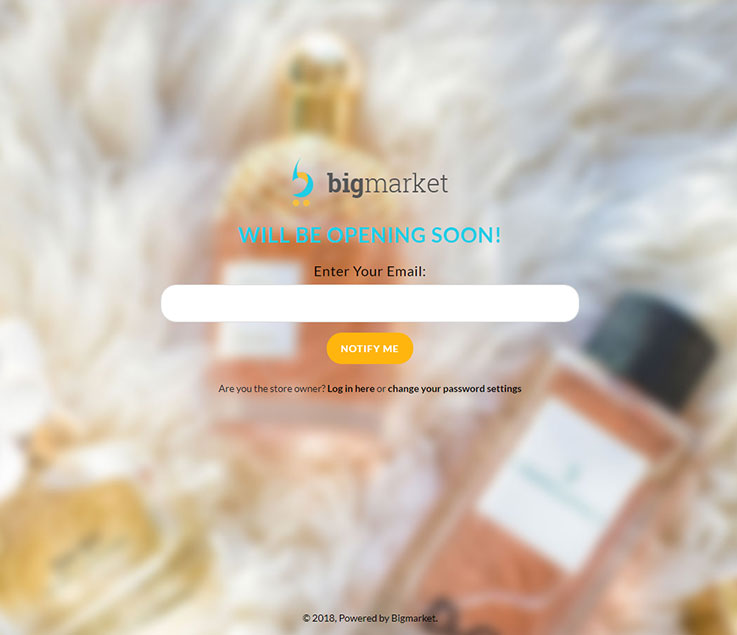 bigmarket
WILL BE OPENING SOON!
Enter Your Email:
NOTIFY ME
Are you the store owner? Log in here or change your password settings
© 2018, Powered by Bigmarket.